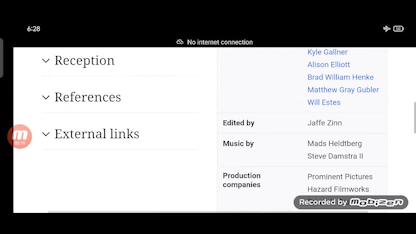 6:28
No internet connection
Reception
References
External links
Kyle Gallner
Alison Elliott
Brad William Henke
Matthew Gray Gubler
Will Estes
Edited by
Jaffe Zinn
Music by
Mads Heldtberg
Steve Damstra II
Production companies
Prominent Pictures
Hazard Filmworks
Recorded by Mobizen